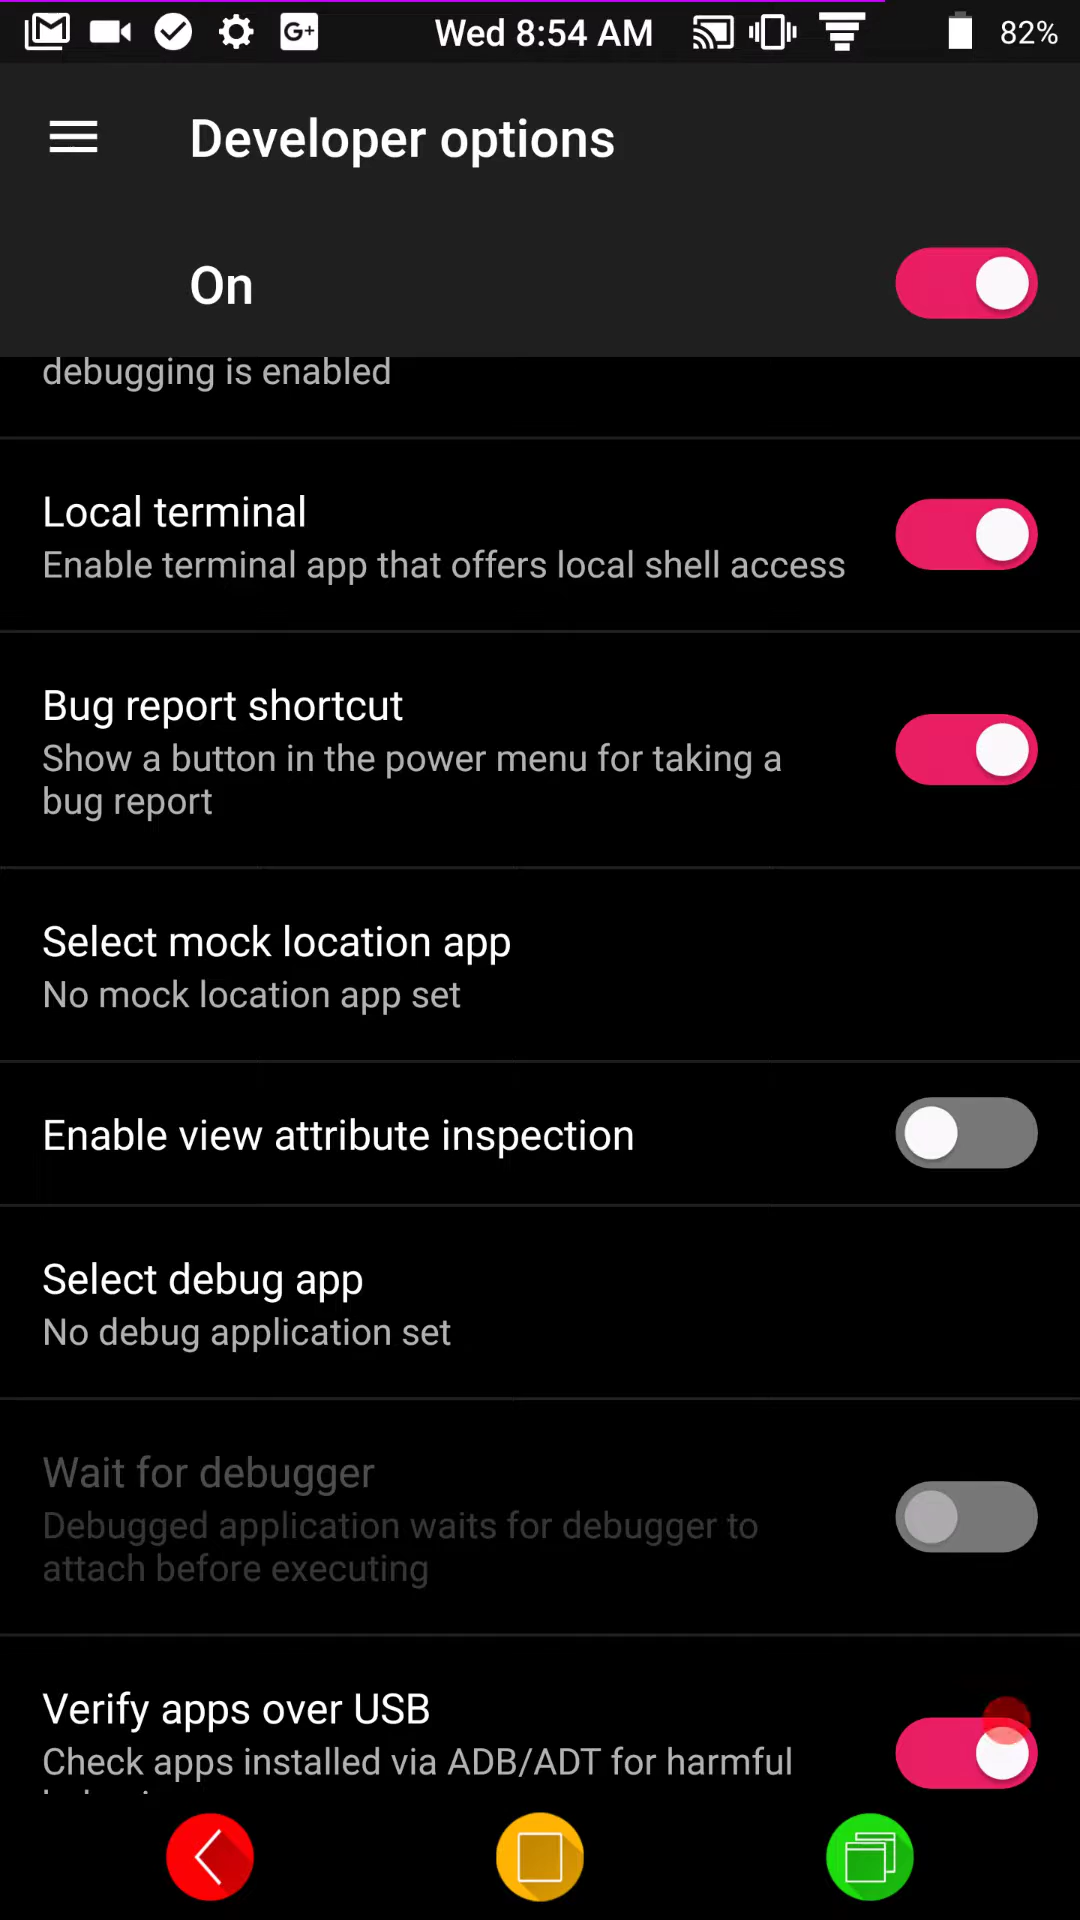 G+ Wed 8:54 AM 82%
Developer options
On
debugging is enabled
Local terminal
Enable terminal app that offers local shell access
Bug report shortcut
Show a button in the power menu for taking a
bug report
Select mock location app
No mock location app set
Enable view attribute inspection
Select debug app
No debug application set
Wait for debugger
Debugged application waits for debugger to
attach before executing
Verify apps over USB
Check apps installed via ADB/ADT for harmful